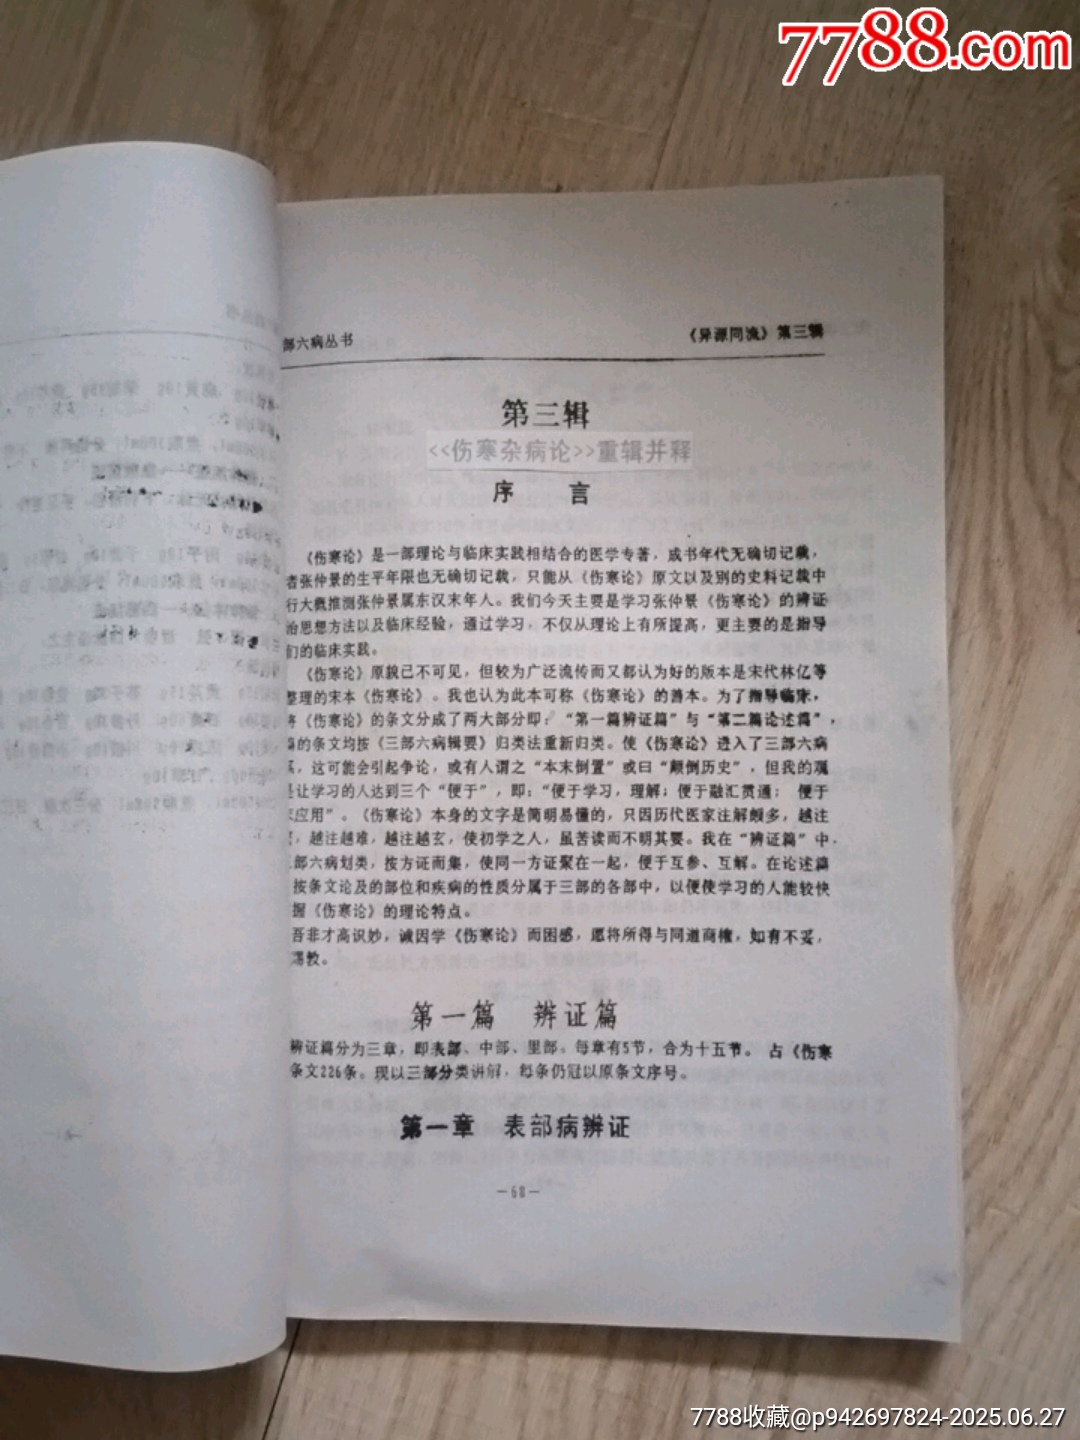 7788.com
部六病丛书
《异源同流》第三辑
第三辑
<<伤寒杂病论>>重辑并释
序 言
《伤寒论》是一部理论与临床实践相结合的医学专著，成书年代无确切记载，
者张仲景的生平年限也无确切记载，只能从《伤寒论》原文以及别的史料记载中
行大概推测张仲景属东汉末年人。我们今天主要是学习张仲景《伤寒论》的辨证
治思想方法以及临床经验，通过学习，不仅从理论上有所提高，更主要的是指导
们的临床实践。
《伤寒论》原貌已不可见，但较为广泛流传而又都认为好的版本是宋代林亿等
整理的宋本《伤寒论》。我也认为此本可称《伤寒论》的善本。为了指导临床，
将《伤寒论》的条文分成了两大部分即：“第一篇辨证篇”与“第二篇论述篇”，
篇的条文均按《三部六病辑要》归类法重新归类。使《伤寒论》进入了三部六病
系，这可能会引起争论，或有人谓之“本末倒置”或曰“颠倒历史”，但我的观
是让学习的人达到三个“便于”，即：“便于学习，理解；便于融汇贯通； 便于
应用”。《伤寒论》本身的文字是简明易懂的，只因历代医家注解颇多，越注
，越注越难，越注越玄，使初学之人，虽苦读而不明其要。我在“辨证篇”中，
部六病划类，按方证而集，使同一方证聚在一起，便于互参、互解。在论述篇
按条文论及的部位和疾病的性质分属于三部的各部中，以便使学习的人能较快
握《伤寒论》的理论特点。
吾非才高识妙，诚因学《伤寒论》而困感，愿将所得与同道商榷，如有不妥，
教。
第一篇 辨证篇
辨证篇分为三章，即表部、中部、里部。每章有5节，合为十五节。 占《伤寒
条文226条。现以三部分类讲解，每条仍冠以原条文序号。
第一章 表部病辨证
—68—
7788收藏@p942697824-2025.06.27